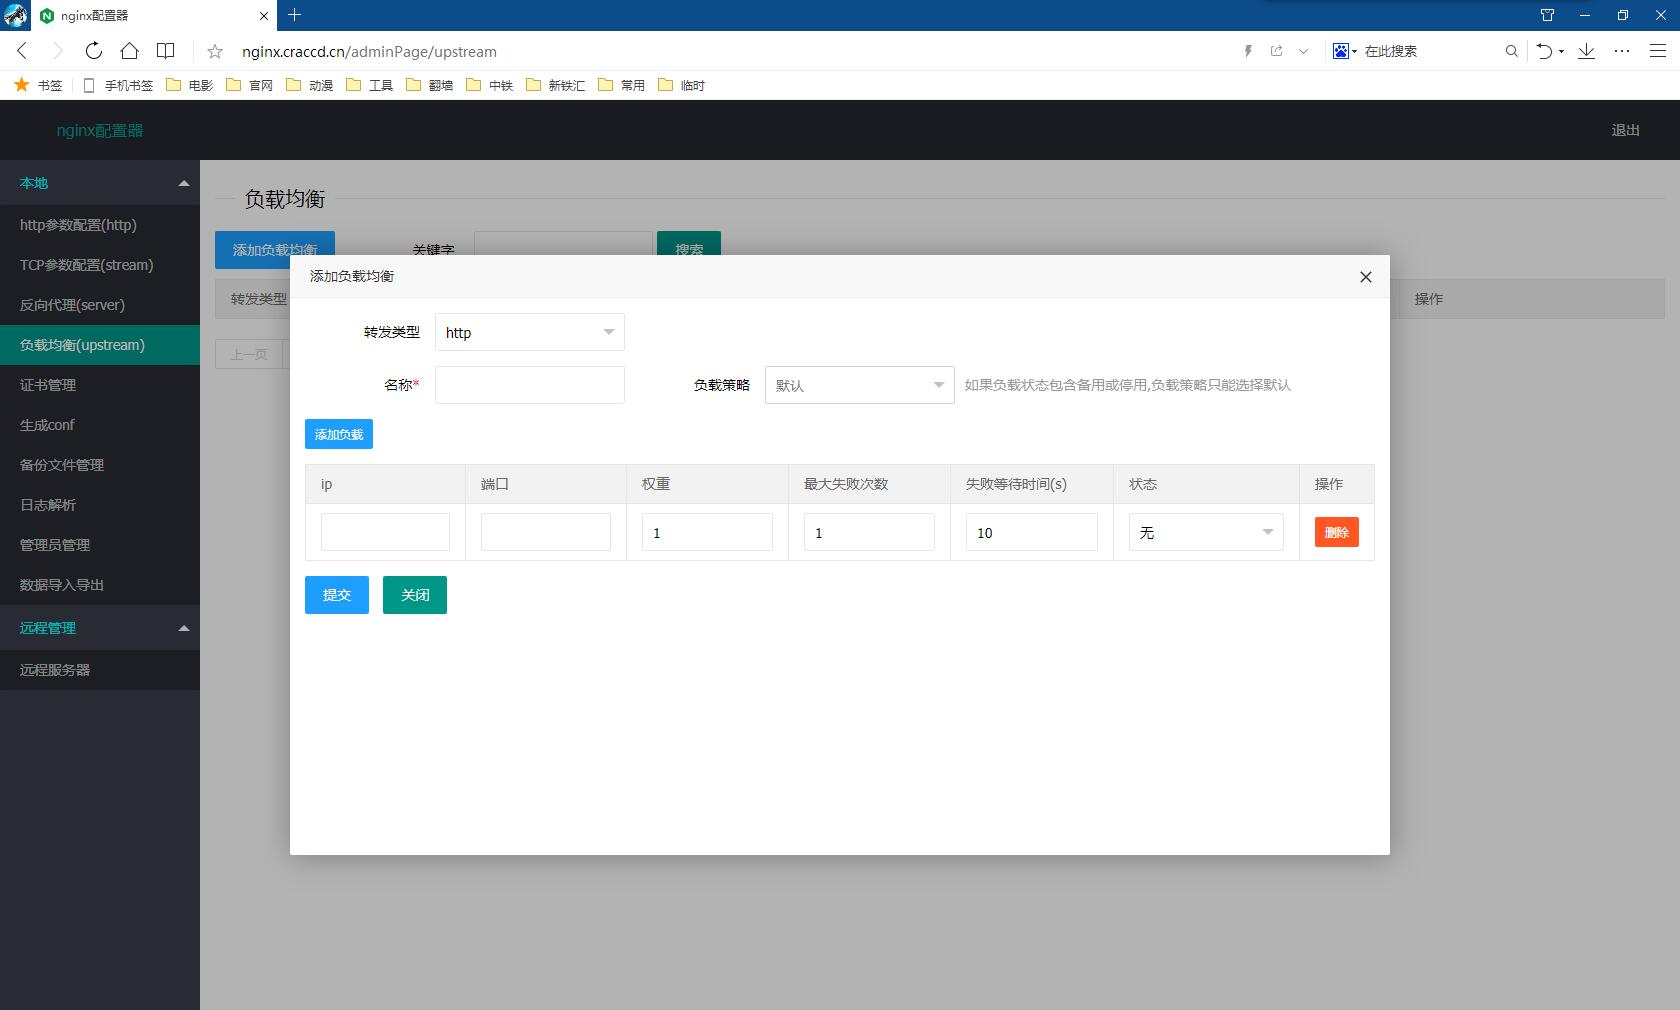 nginx配置器
nginx.craccd.cn/adminPage/upstream
在此搜索
书签 手机书签 电影 官网 动漫 工具 翻墙 中铁 新铁汇 常用 临时
nginx配置器
退出
本地
http参数配置(http)
TCP参数配置(stream)
反向代理(server)
负载均衡(upstream)
证书管理
生成conf
备份文件管理
日志解析
管理员管理
数据导入导出
远程管理
远程服务器
负载均衡
添加负载均衡 关键字 搜索
转发类型 操作
上一页
添加负载均衡
转发类型 http
名称* 负载策略 默认 如果负载状态包含备用或停用,负载策略只能选择默认
添加负载
ip 端口 权重 最大失败次数 失败等待时间(s) 状态 操作
1 1 10 无 删除
提交 关闭